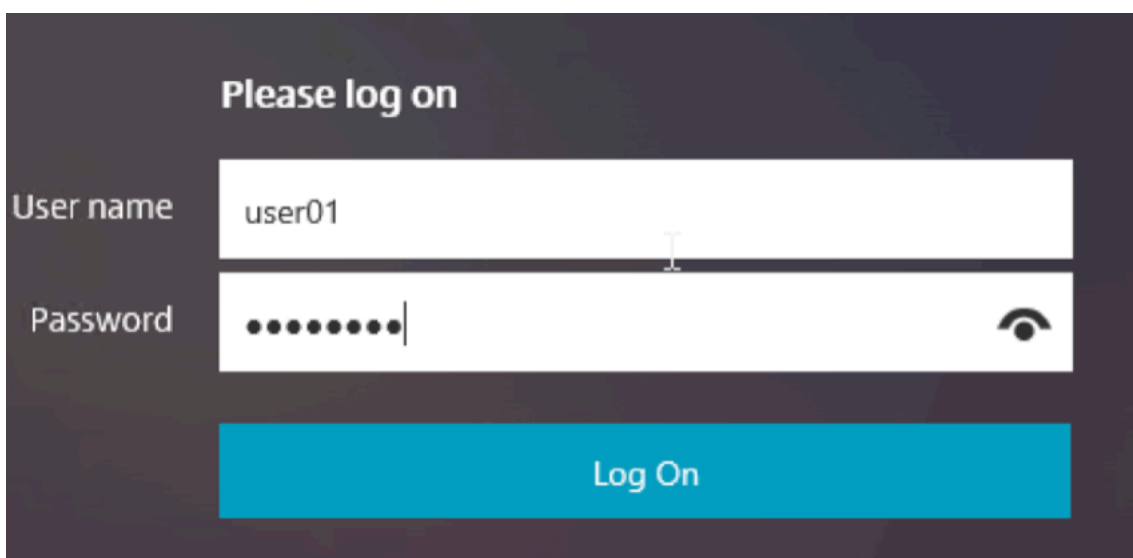 Please log on
User name
user01
Password
••••••••
Log On